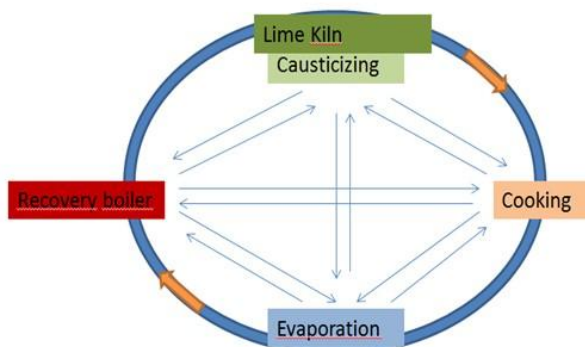 Lime Kiln
Causticizing
Recovery boiler
Cooking
Evaporation